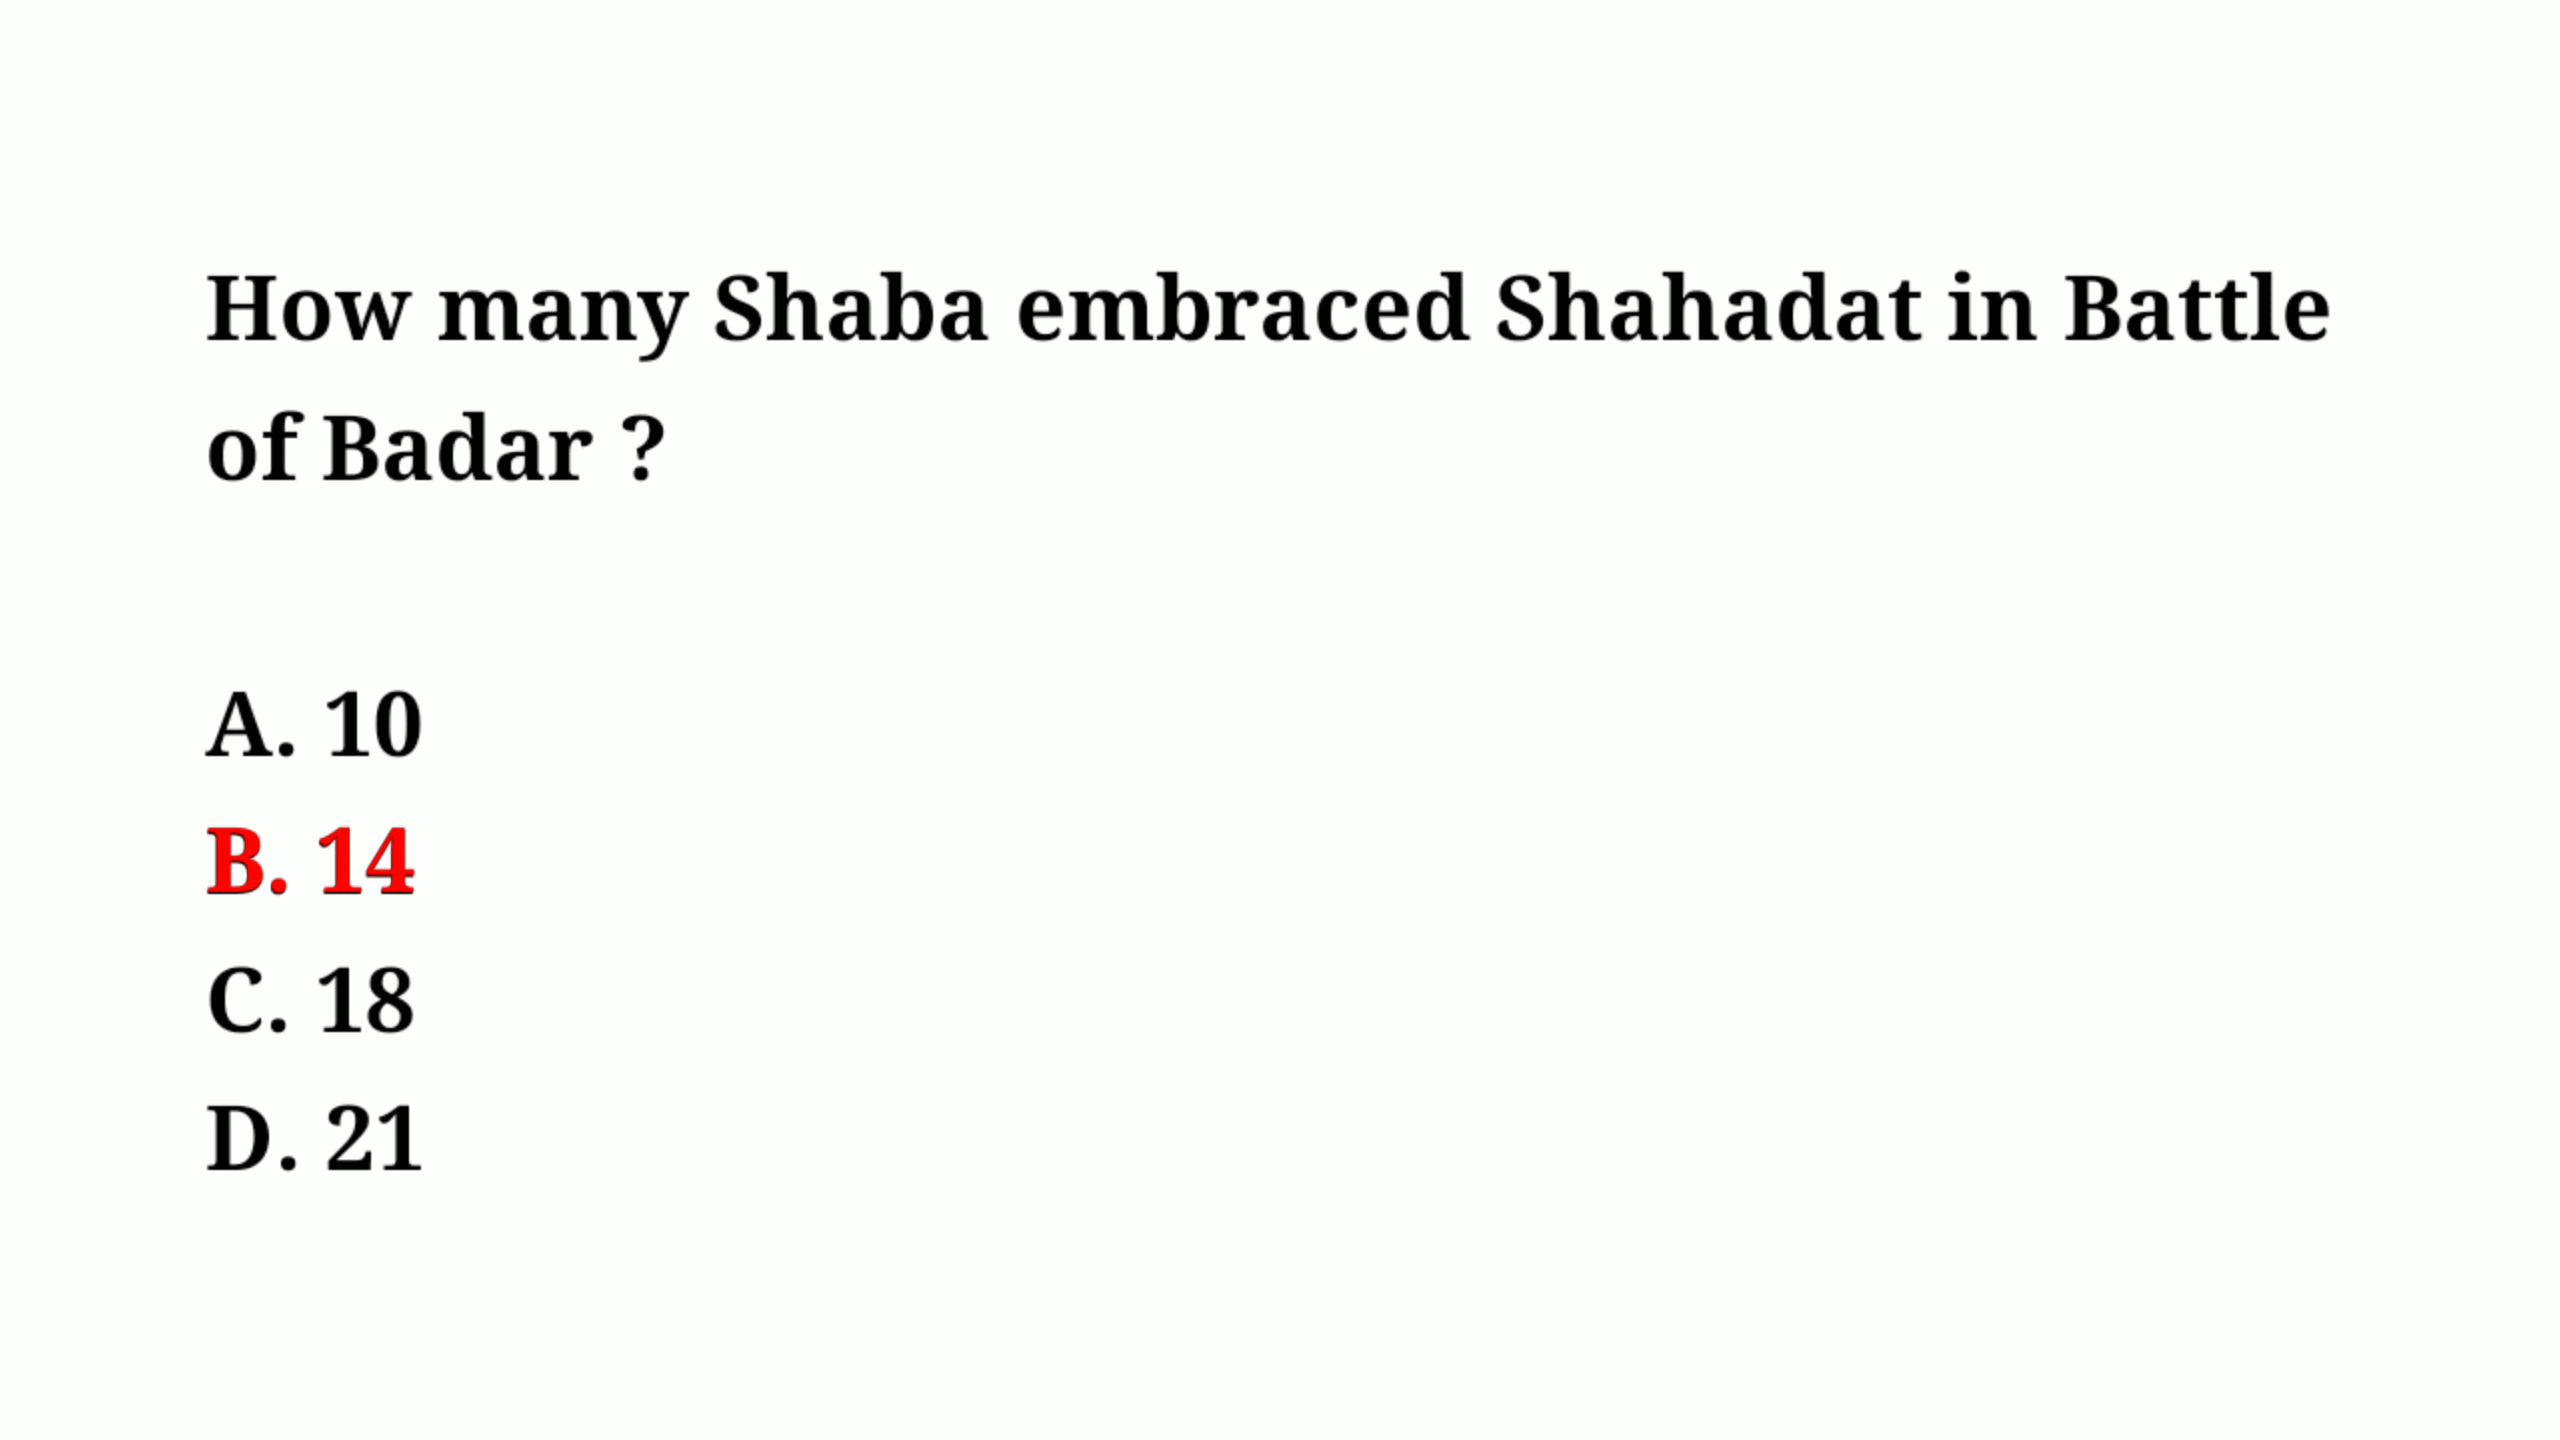 How many Shaba embraced Shahadat in Battle
of Badar ?
A. 10
B. 14
C. 18
D. 21